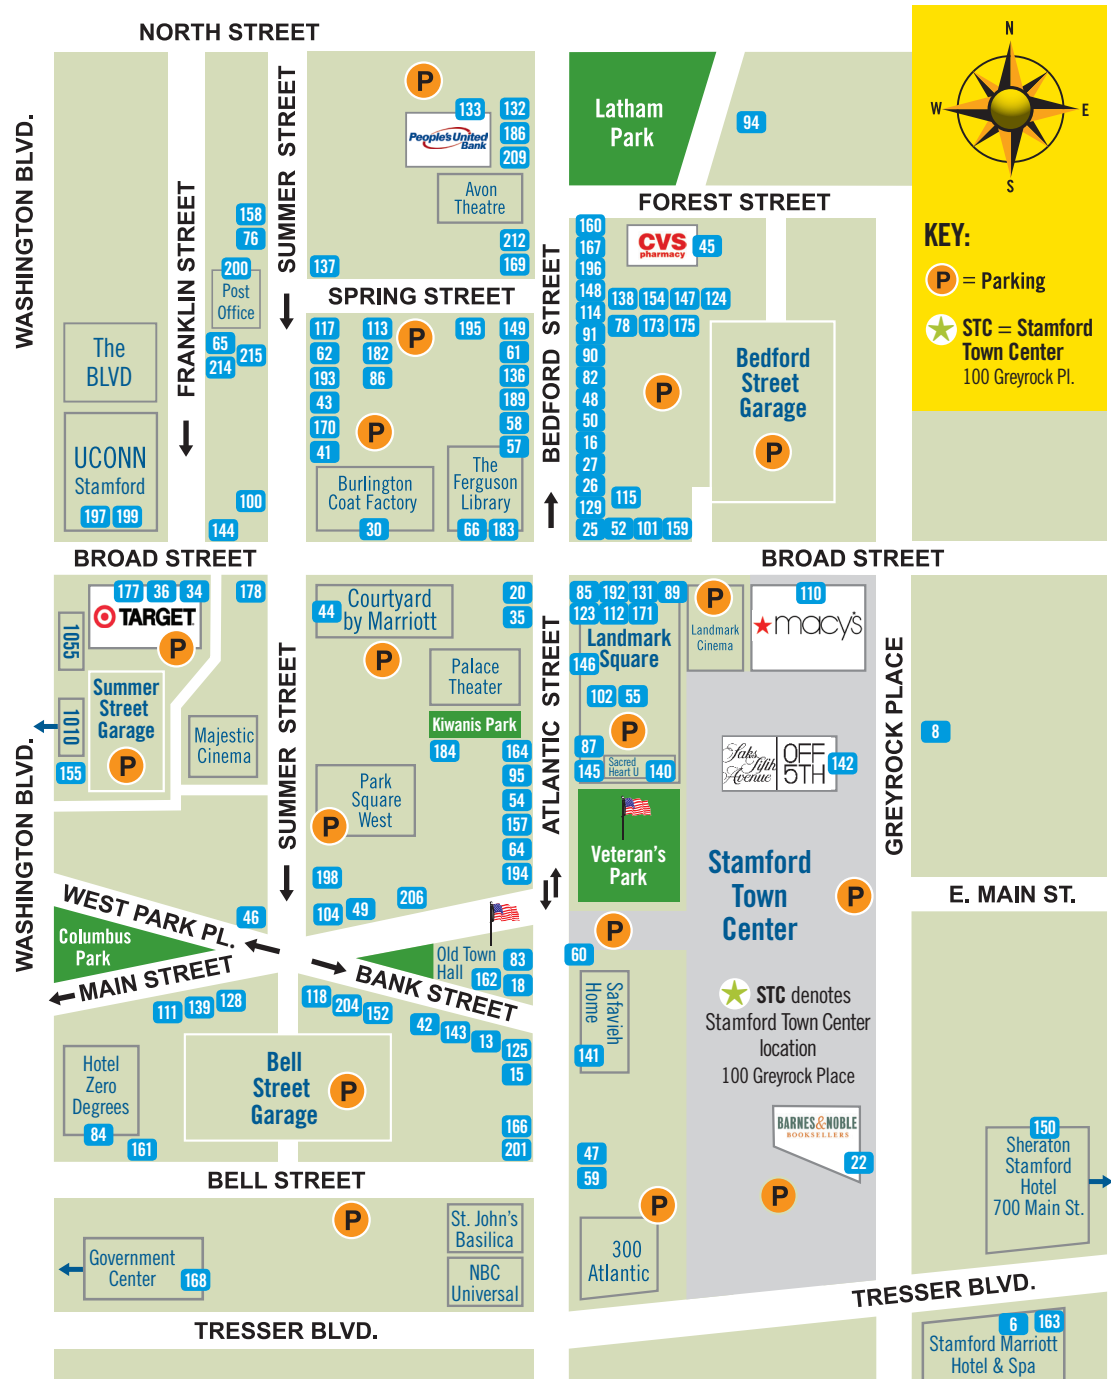 NORTH STREET
WASHINGTON BLVD.
FRANKLIN STREET
SUMMER STREET
BEDFORD STREET
P
133
132
People's United
Bank
186
209
Avon
Theatre
212
169
137
158
76
200
Post
Office
65
215
214
100
144
The
BLVD
UCONN
Stamford
197
199
Latham
Park
94
N
W
E
S
KEY:
P = Parking
STC = Stamford
Town Center
100 Greyrock Pl.
FOREST STREET
SPRING STREET
117
113
P
195
149
62
182
61
193
86
136
43
189
170
P
58
41
57
Burlington
Coat Factory
30
The
Ferguson
Library
66
183
160
167
196
148
114
91
90
82
48
50
16
27
26
129
25
CVS
pharmacy
45
138
154
147
124
78
173
175
P
115
52
101
159
Bedford
Street
Garage
P
BROAD STREET
BROAD STREET
177
36
34
TARGET
178
P
1055
1010
155
Summer
Street
Garage
P
Majestic
Cinema
WASHINGTON BLVD.
SUMMER STREET
ATLANTIC STREET
GREYROCK PLACE
44
Courtyard
by Marriott
20
35
P
Palace
Theater
Kiwanis Park
184
164
95
54
157
64
194
Park
Square
West
P
198
206
104
49
85
192
131
89
123
112
171
Landmark
Square
146
102
55
P
87
145
Sacred
Heart U
140
P
Landmark
Cinema
110
macy's
Saks
Fifth
Avenue
OFF
5TH
142
8
Veteran's
Park
Stamford
Town
Center
P
P
E. MAIN ST.
WEST PARK PL.
46
Columbus
Park
MAIN STREET
BANK STREET
Old Town
Hall
83
162
18
60
Safavieh
Home
141
STC denotes
Stamford Town Center
location
100 Greyrock Place
111
139
128
118
204
152
42
143
13
125
15
166
201
Hotel
Zero
Degrees
84
161
Bell
Street
Garage
P
47
59
BARNES & NOBLE
BOOKSELLERS
22
P
150
Sheraton
Stamford
Hotel
700 Main St.
BELL STREET
P
Government
Center
168
St. John's
Basilica
NBC
Universal
P
300
Atlantic
TRESSER BLVD.
TRESSER BLVD.
6
163
Stamford Marriott
Hotel & Spa